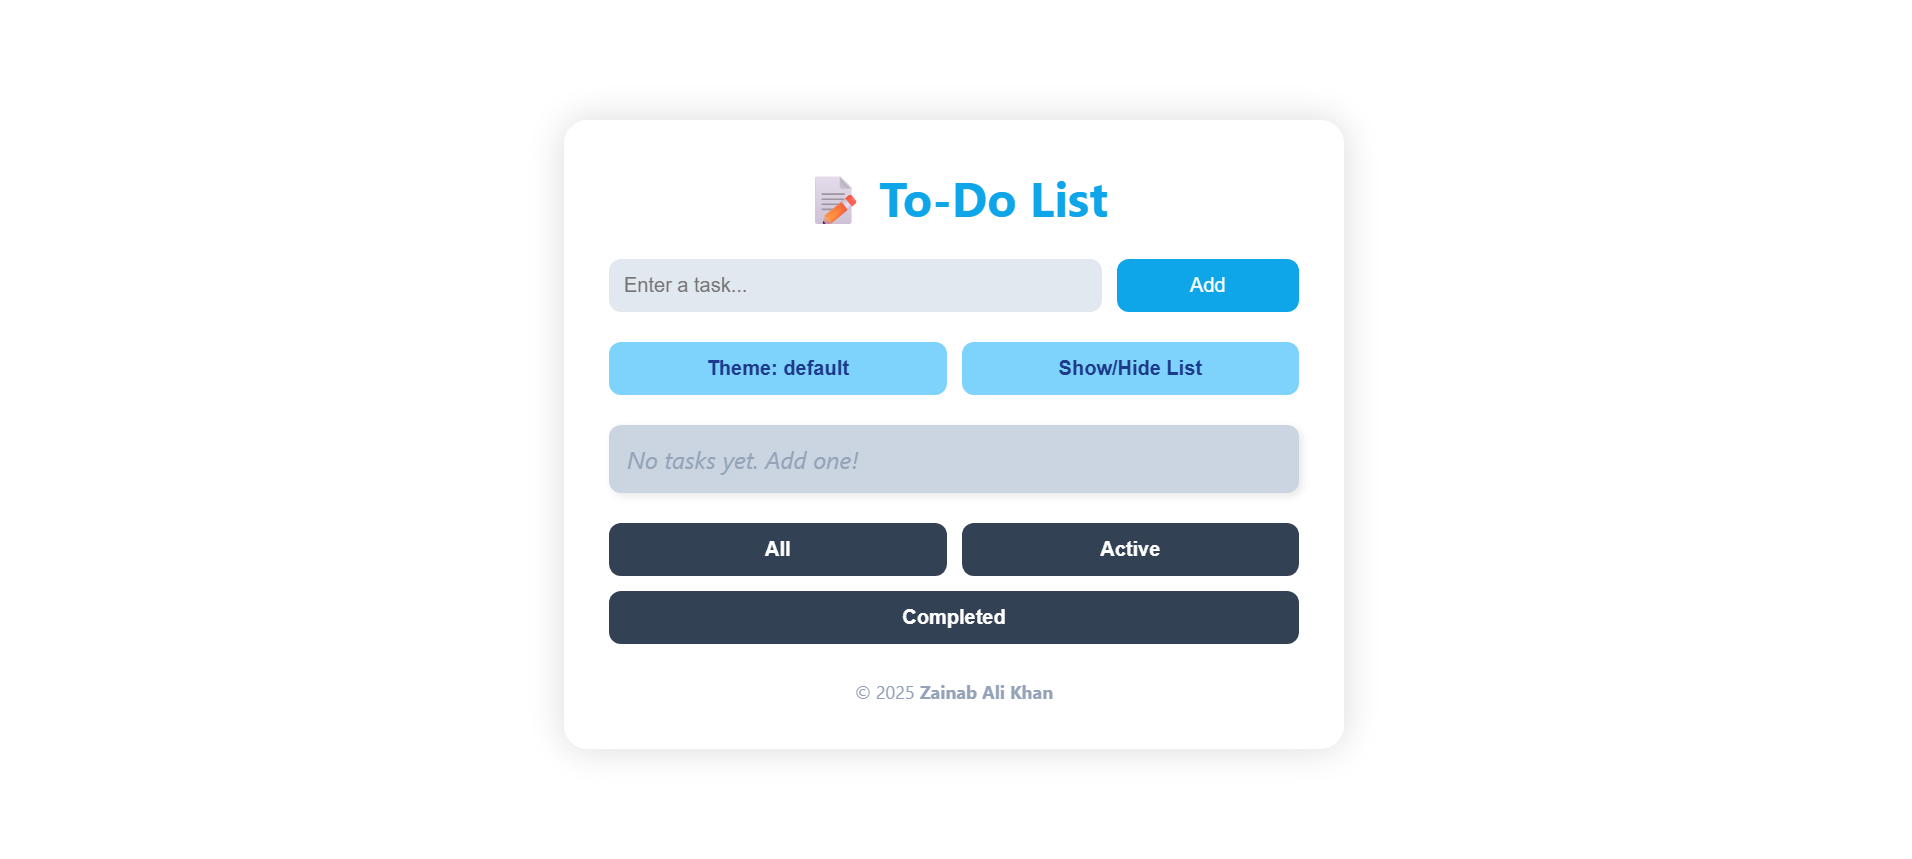 To-Do List
Enter a task...
Add
Theme: default
Show/Hide List
No tasks yet. Add one!
All
Active
Completed
© 2025 Zainab Ali Khan